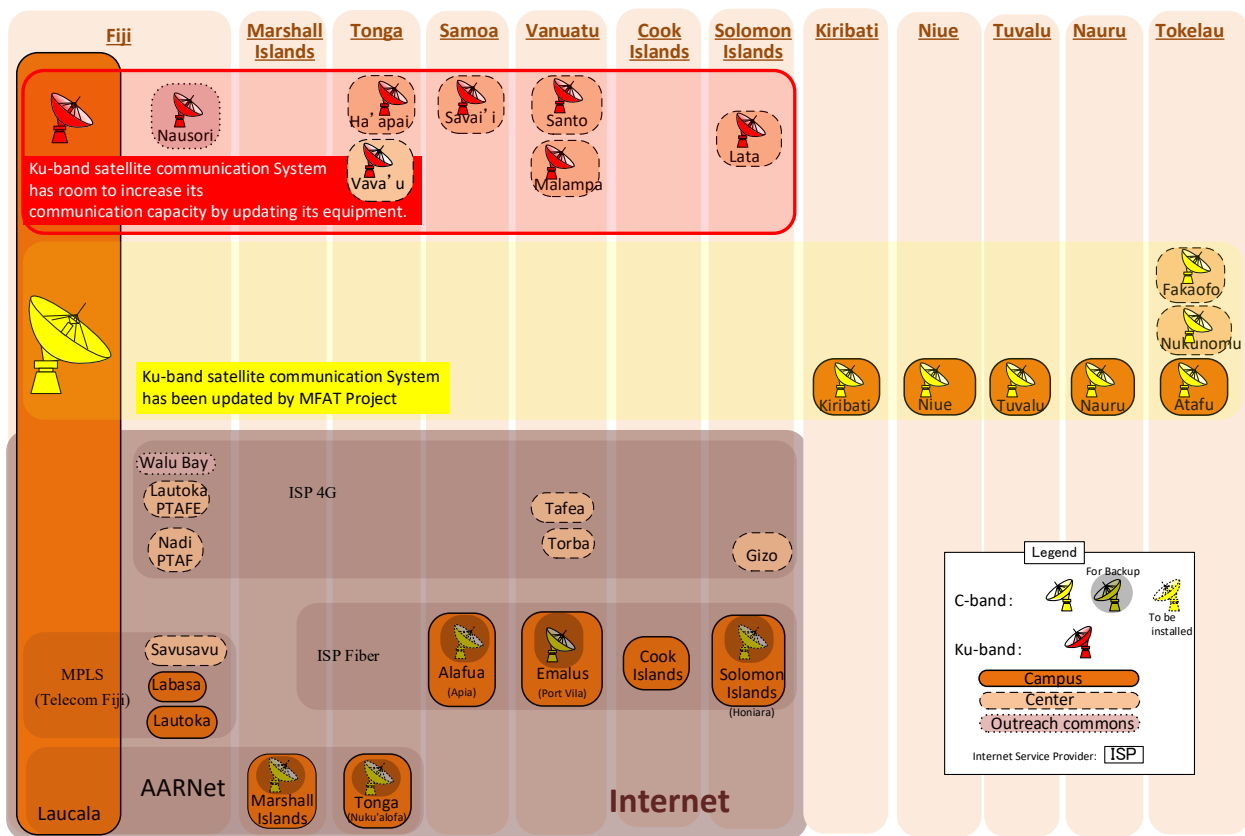 Fiji
Marshall
Islands
Tonga
Samoa
Vanuatu
Cook
Islands
Solomon
Islands
Kiribati
Niue
Tuvalu
Nauru
Tokelau
Nausori
Ha'apai
Savai'i
Santo
Lata
Vava'u
Malampa
Ku-band satellite communication System
has room to increase its
communication capacity by updating its equipment.
Fakaofo
Nukunomu
Ku-band satellite communication System
has been updated by MFAT Project
Kiribati
Niue
Tuvalu
Nauru
Atafu
Walu Bay
Lautoka
PTAFE
Nadi
PTAF
ISP 4G
Tafea
Torba
Gizo
MPLS
(Telecom Fiji)
Savusavu
Labasa
Lautoka
ISP Fiber
Alafua
(Apia)
Emalus
(Port Vila)
Cook
Islands
Solomon
Islands
(Honiara)
Laucala
AARNet
Marshall
Islands
Tonga
(Nuku'alofa)
Internet
Legend
For Backup
C-band:
To be
installed
Ku-band:
Campus
Center
Outreach commons
Internet Service Provider: ISP